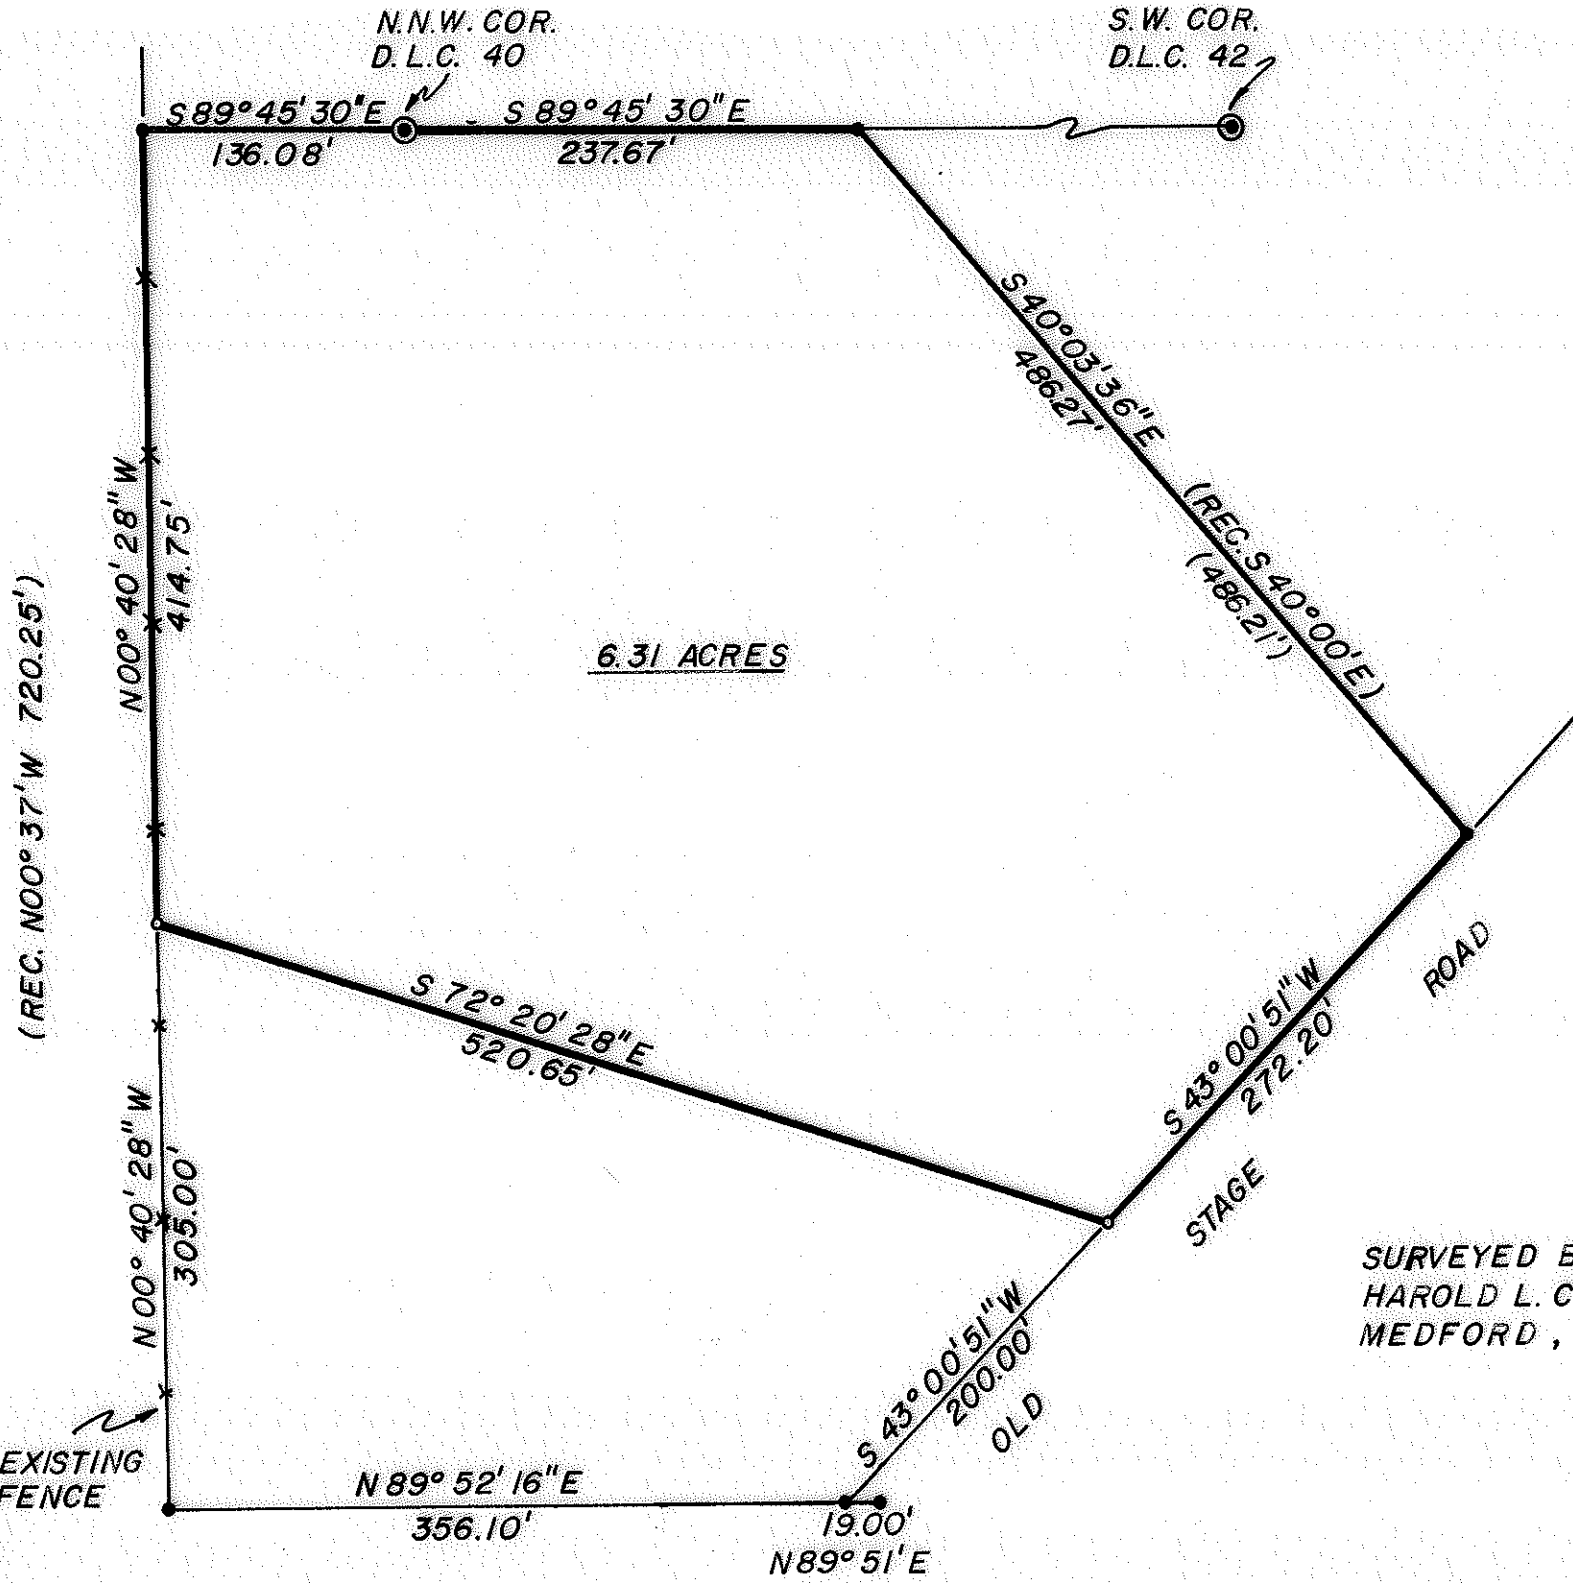 N.N.W. COR.
D.L.C. 40
S.W. COR.
D.L.C. 42
S 89° 45' 30" E
136.08'
S 89° 45' 30" E
237.67'
S 40° 03' 36" E
486.27'
(REC. S 40° 00' E)
(486.21')
N 00° 40' 28" W
414.75'
(REC. N00° 37' W 720.25')
6.31 ACRES
S 72° 20' 28" E
520.65'
S 43° 00' 51" W
272.20'
ROAD
STAGE
OLD
N 00° 40' 28" W
305.00'
S 43° 00' 51" W
200.00'
SURVEYED B
HAROLD L. C
MEDFORD ,
EXISTING
FENCE
N 89° 52' 16" E
356.10'
19.00'
N 89° 51' E